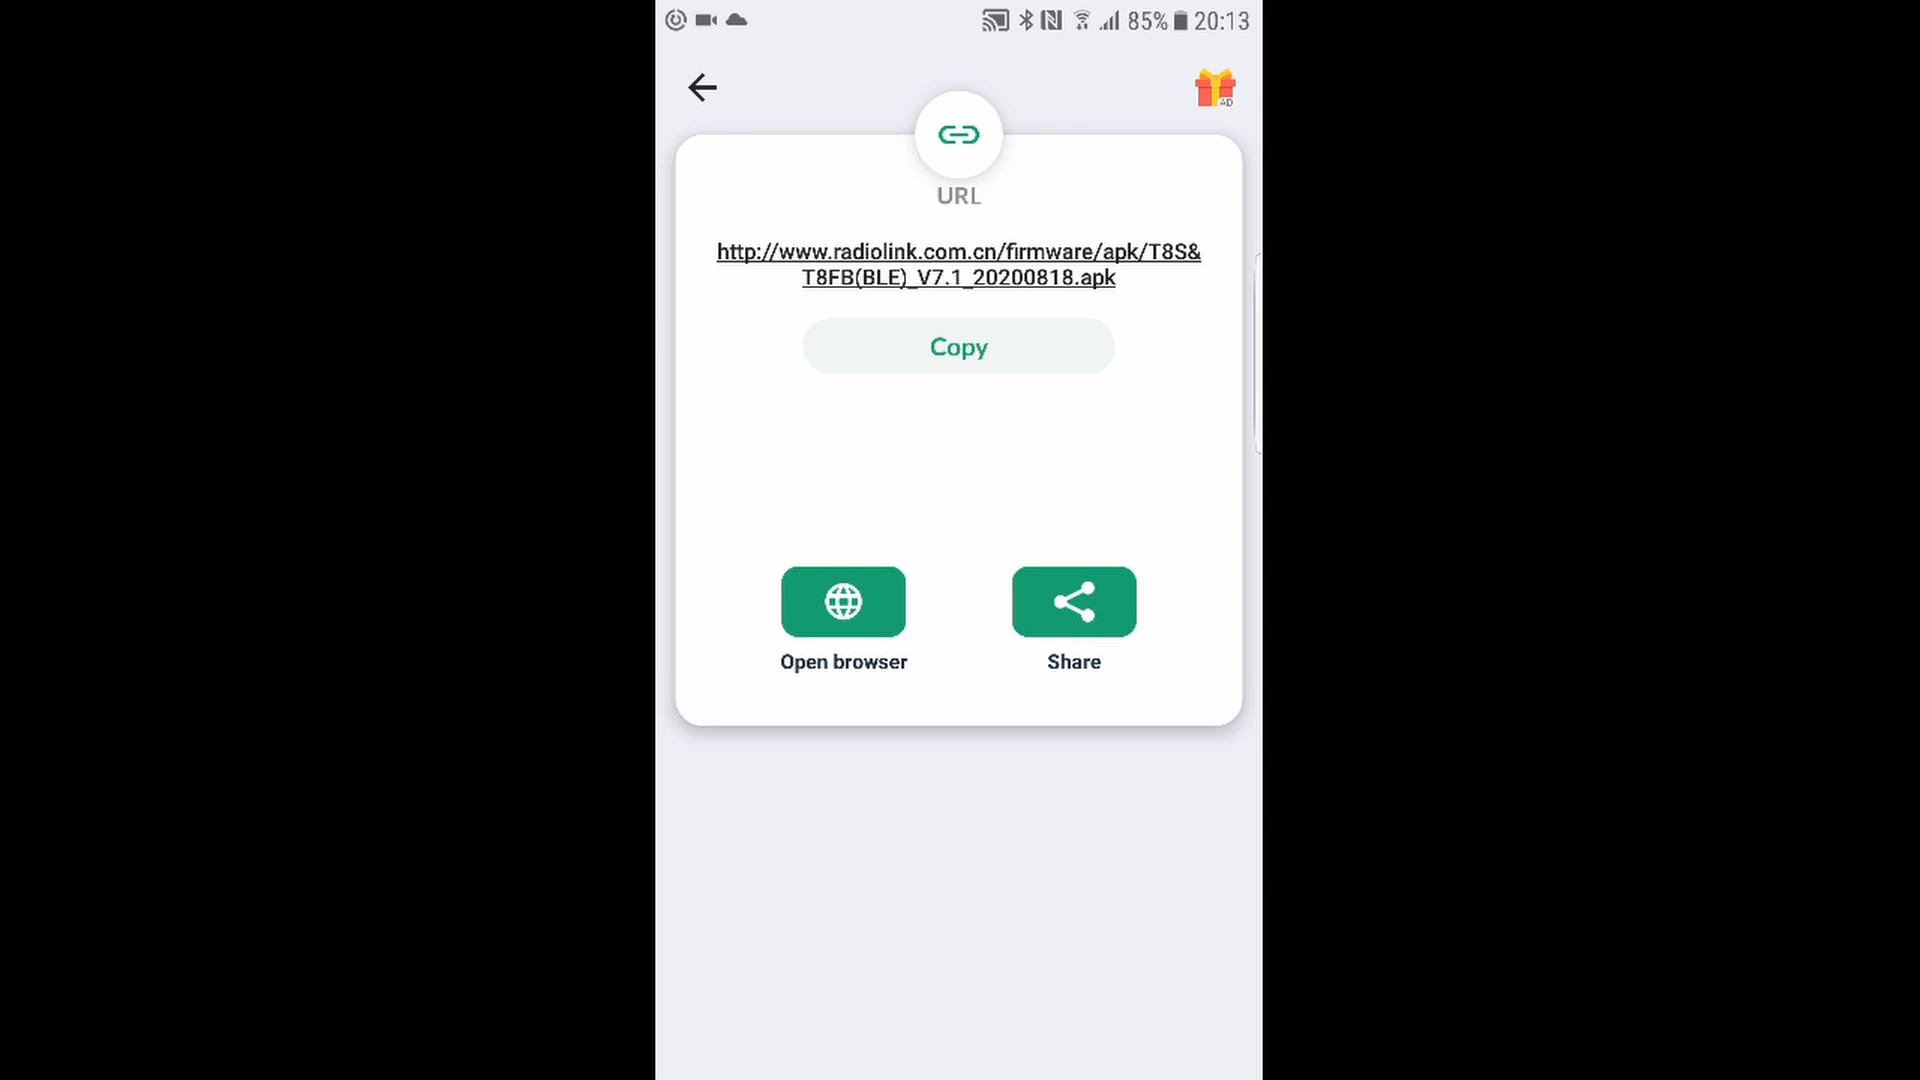 85% 20:13
AD
URL
http://www.radiolink.com.cn/firmware/apk/T8S&
T8FB(BLE)_V7.1_20200818.apk
Copy
Open browser
Share